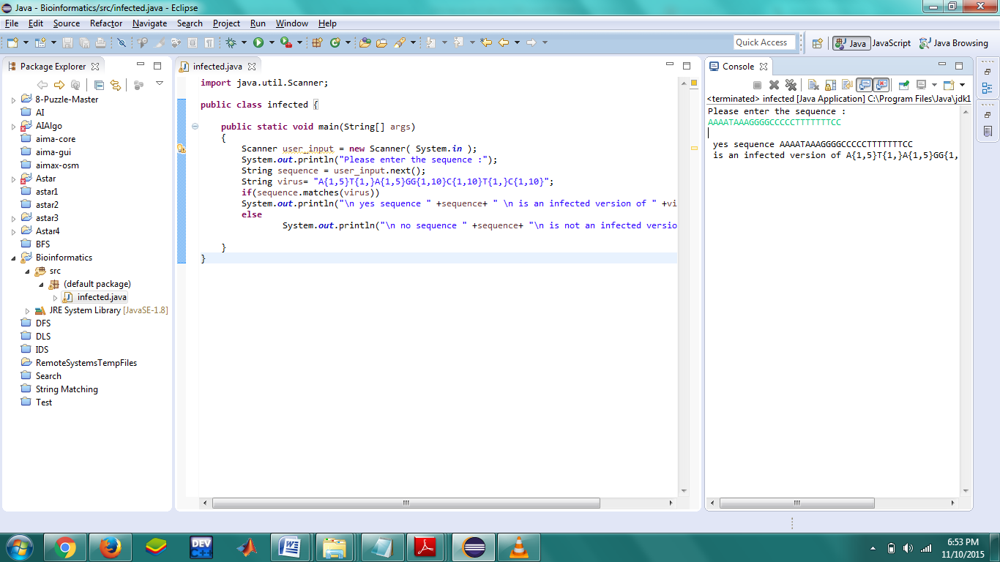 Java - Bioinformatics/src/infected.java - Eclipse
File Edit Source Refactor Navigate Search Project Run Window Help
Quick Access
Java JavaScript Java Browsing
Package Explorer
8-Puzzle-Master
AI
AIAlgo
aima-core
aima-gui
aimax-osm
Astar
astar1
astar2
astar3
Astar4
BFS
Bioinformatics
src
(default package)
infected.java
JRE System Library [JavaSE-1.8]
DFS
DLS
IDS
RemoteSystemsTempFiles
Search
String Matching
Test
infected.java
import java.util.Scanner;
public class infected {
public static void main(String[] args)
{
Scanner user_input = new Scanner( System.in );
System.out.println("Please enter the sequence :");
String sequence = user_input.next();
String virus= "A{1,5}T{1,}A{1,5}GG{1,10}C{1,10}T{1,}C{1,10}";
if(sequence.matches(virus))
System.out.println("\n yes sequence " +sequence+ " \n is an infected version of " +vi
else
System.out.println("\n no sequence " +sequence+ "\n is not an infected versio
}
}
Console
<terminated> infected [Java Application] C:\Program Files\Java\jdk1
Please enter the sequence :
AAAATAAAGGGGCCCCCTTTTTTTCC
yes sequence AAAATAAAGGGGCCCCCTTTTTTTCC
is an infected version of A{1,5}T{1,}A{1,5}GG{1,
DEV
C++
6:53 PM
11/10/2015